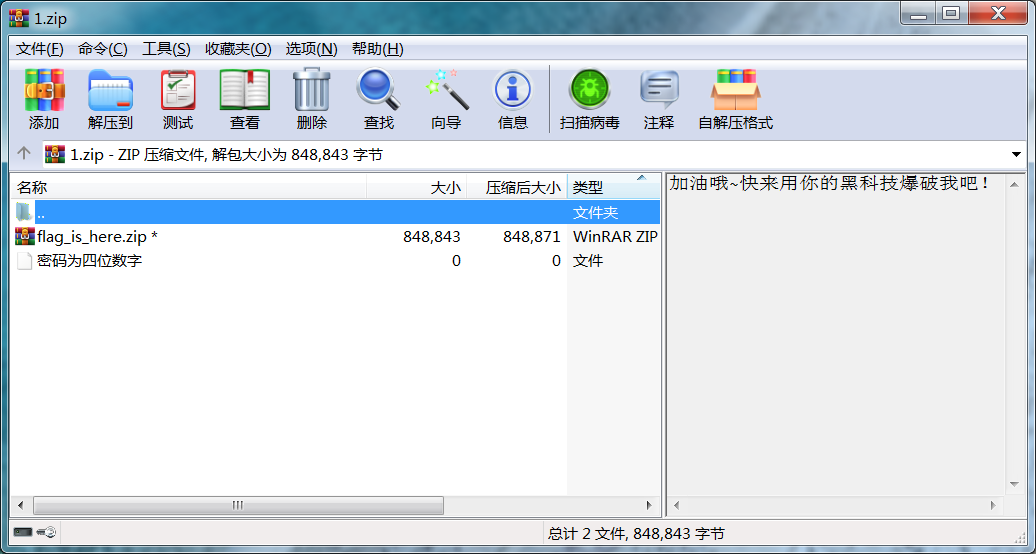 1.zip
文件(F) 命令(C) 工具(S) 收藏夹(O) 选项(N) 帮助(H)
添加 解压到 测试 查看 删除 查找 向导 信息 扫描病毒 注释 自解压格式
1.zip - ZIP 压缩文件, 解包大小为 848,843 字节
名称 大小 压缩后大小 类型
.. 文件夹
flag_is_here.zip * 848,843 848,871 WinRAR ZIP
密码为四位数字 0 0 文件
加油哦~快来用你的黑科技爆破我吧!
总计 2 文件, 848,843 字节